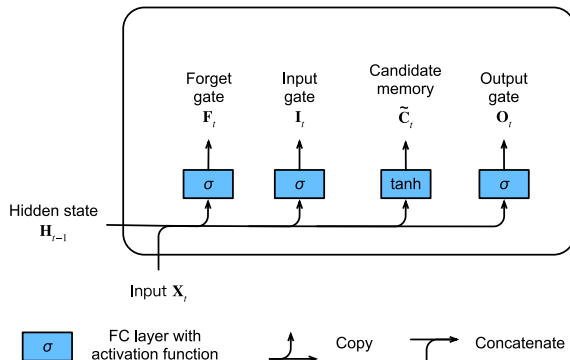 Forget gate F_t
Input gate I_t
Candidate memory C̃_t
Output gate O_t
σ σ tanh σ
Hidden state
H_{t−1}
Input X_t
σ
FC layer with
activation function
Copy
Concatenate